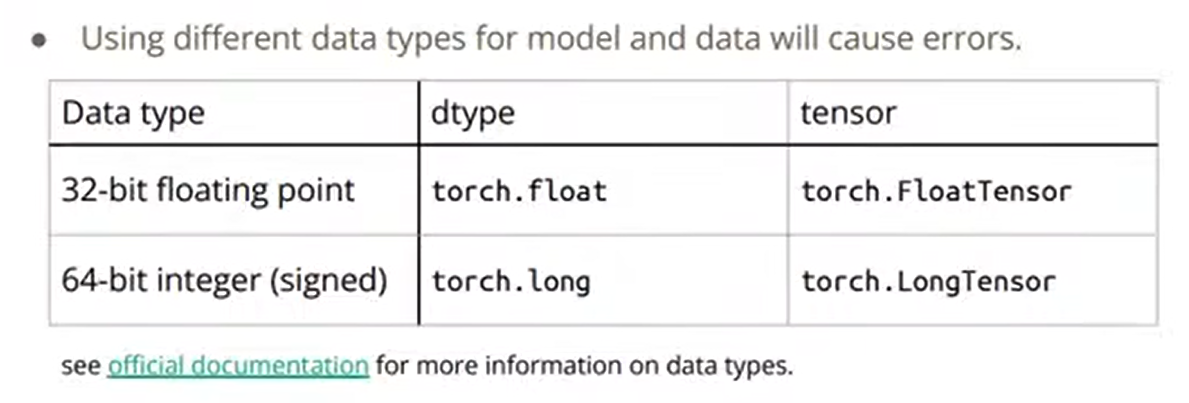 • Using different data types for model and data will cause errors.
Data type dtype tensor
32-bit floating point torch.float torch.FloatTensor
64-bit integer (signed) torch.long torch.LongTensor
see official documentation for more information on data types.